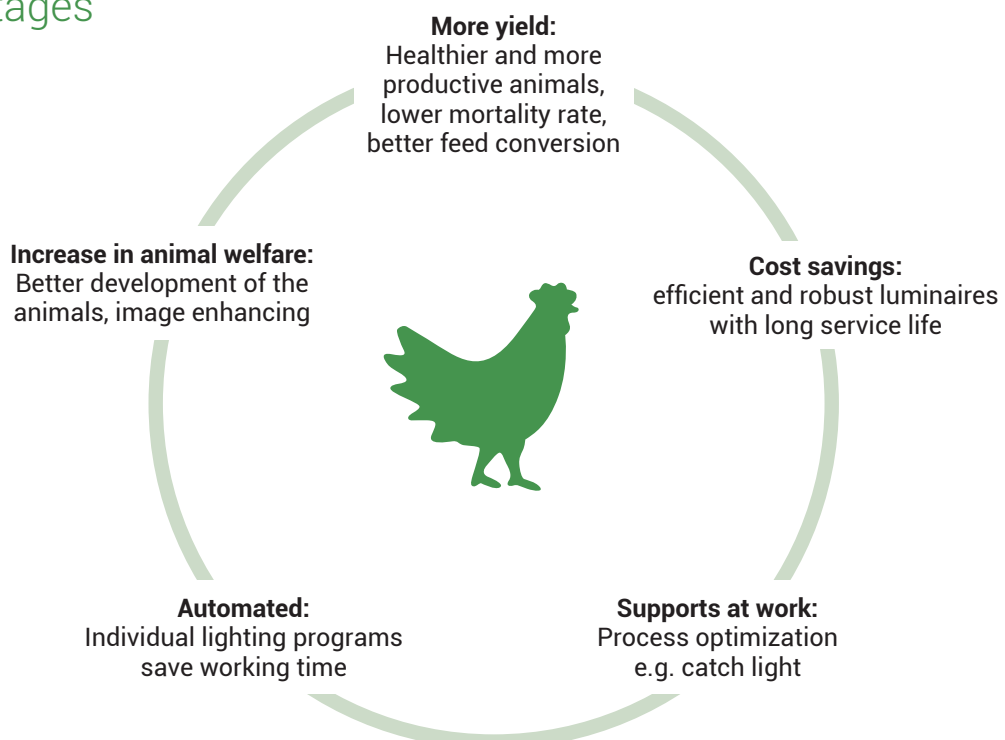 More yield:
Healthier and more
productive animals,
lower mortality rate,
better feed conversion
Increase in animal welfare:
Better development of the
animals, image enhancing
Cost savings:
efficient and robust luminaires
with long service life
Automated:
Individual lighting programs
save working time
Supports at work:
Process optimization
e.g. catch light